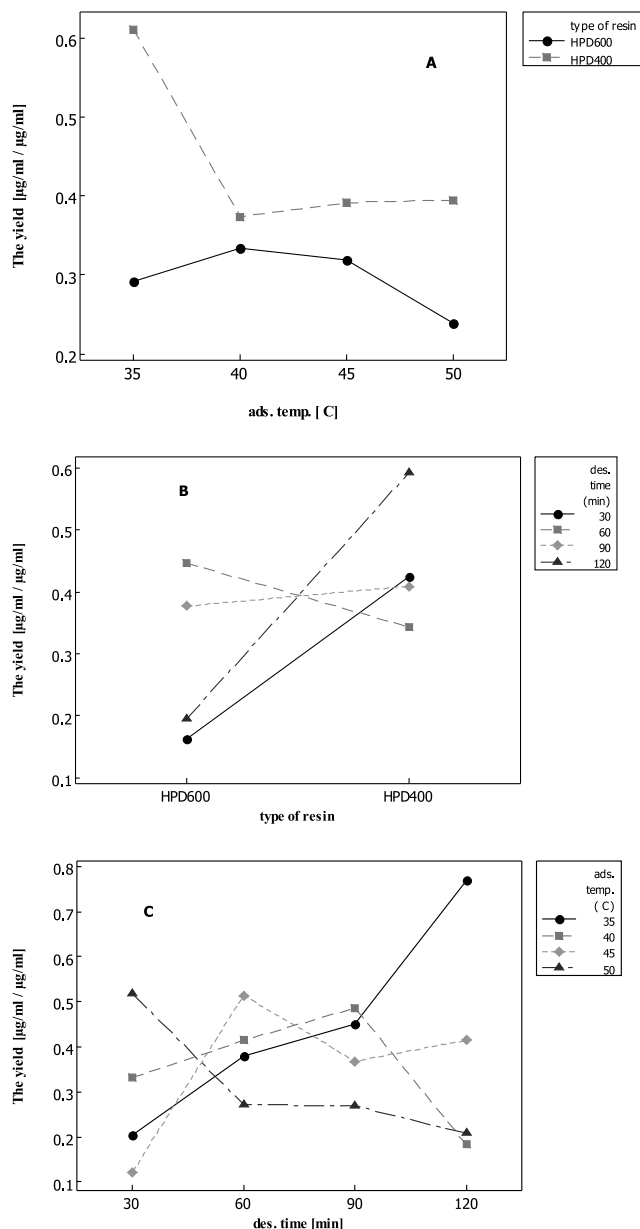 type of resin
HPD600
HPD400
A
0.6
0.5
0.4
0.3
0.2
The yield [µg/ml / µg/ml]
35 40 45 50
ads. temp. [ C]
des.
time
(min)
30
60
90
120
B
0.6
0.5
0.4
0.3
0.2
0.1
The yield [µg/ml / µg/ml]
HPD600 HPD400
type of resin
ads.
temp.
( C)
35
40
45
50
C
0.8
0.7
0.6
0.5
0.4
0.3
0.2
0.1
The yield [µg/ml / µg/ml]
30 60 90 120
des. time [min]